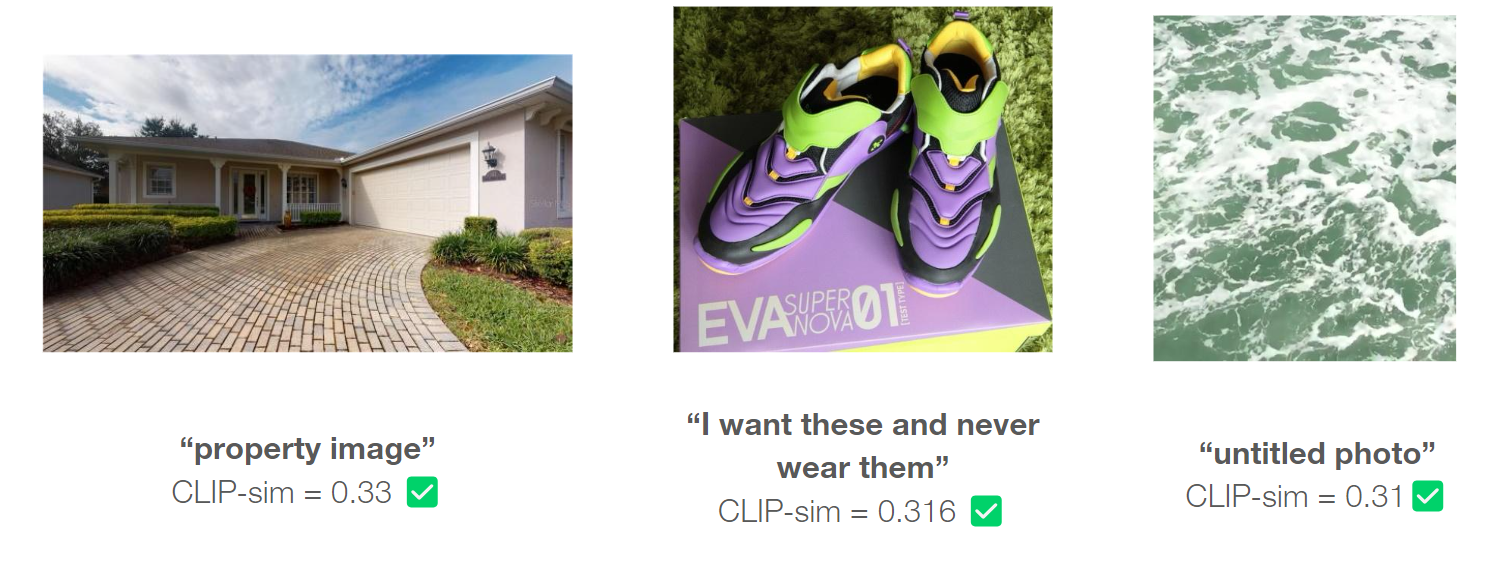 EVA SUPER NOVA 01 [TEST TYPE]
“property image”
CLIP-sim = 0.33
“I want these and never
wear them”
CLIP-sim = 0.316
“untitled photo”
CLIP-sim = 0.31